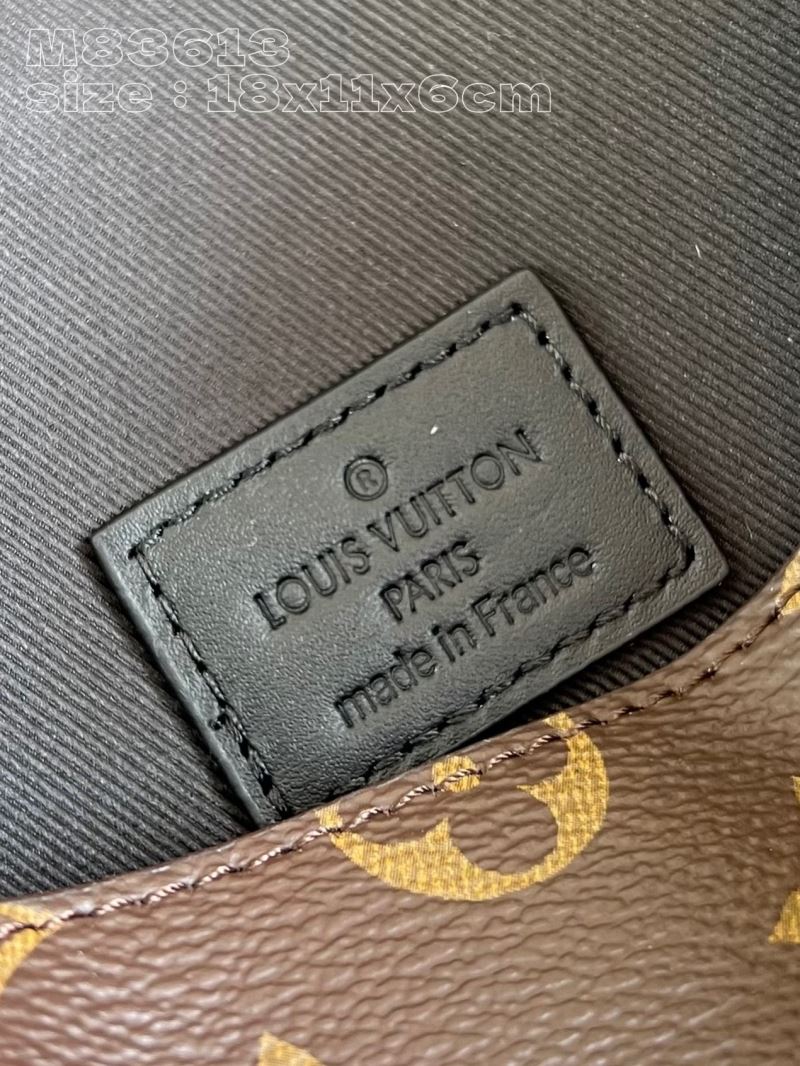 M83613
size : 18x11x6cm
®
LOUIS VUITTON
PARIS
made in France